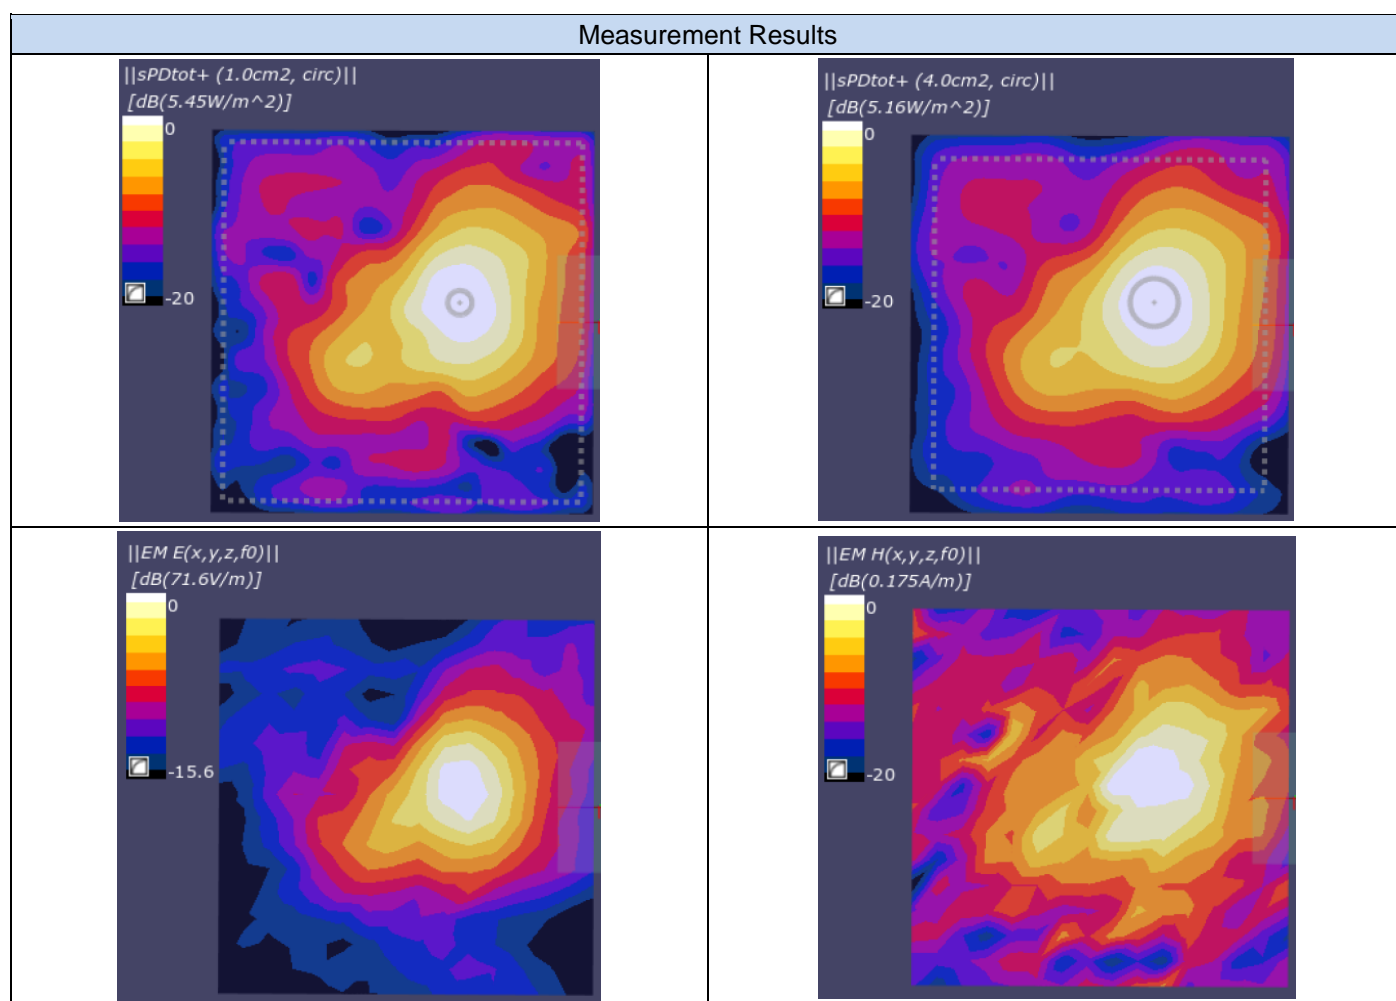 Measurement Results
||sPDtot+ (1.0cm2, circ)||
[dB(5.45W/m^2)]
0
-20
||sPDtot+ (4.0cm2, circ)||
[dB(5.16W/m^2)]
0
-20
||EM E(x,y,z,f0)||
[dB(71.6V/m)]
0
-15.6
||EM H(x,y,z,f0)||
[dB(0.175A/m)]
0
-20